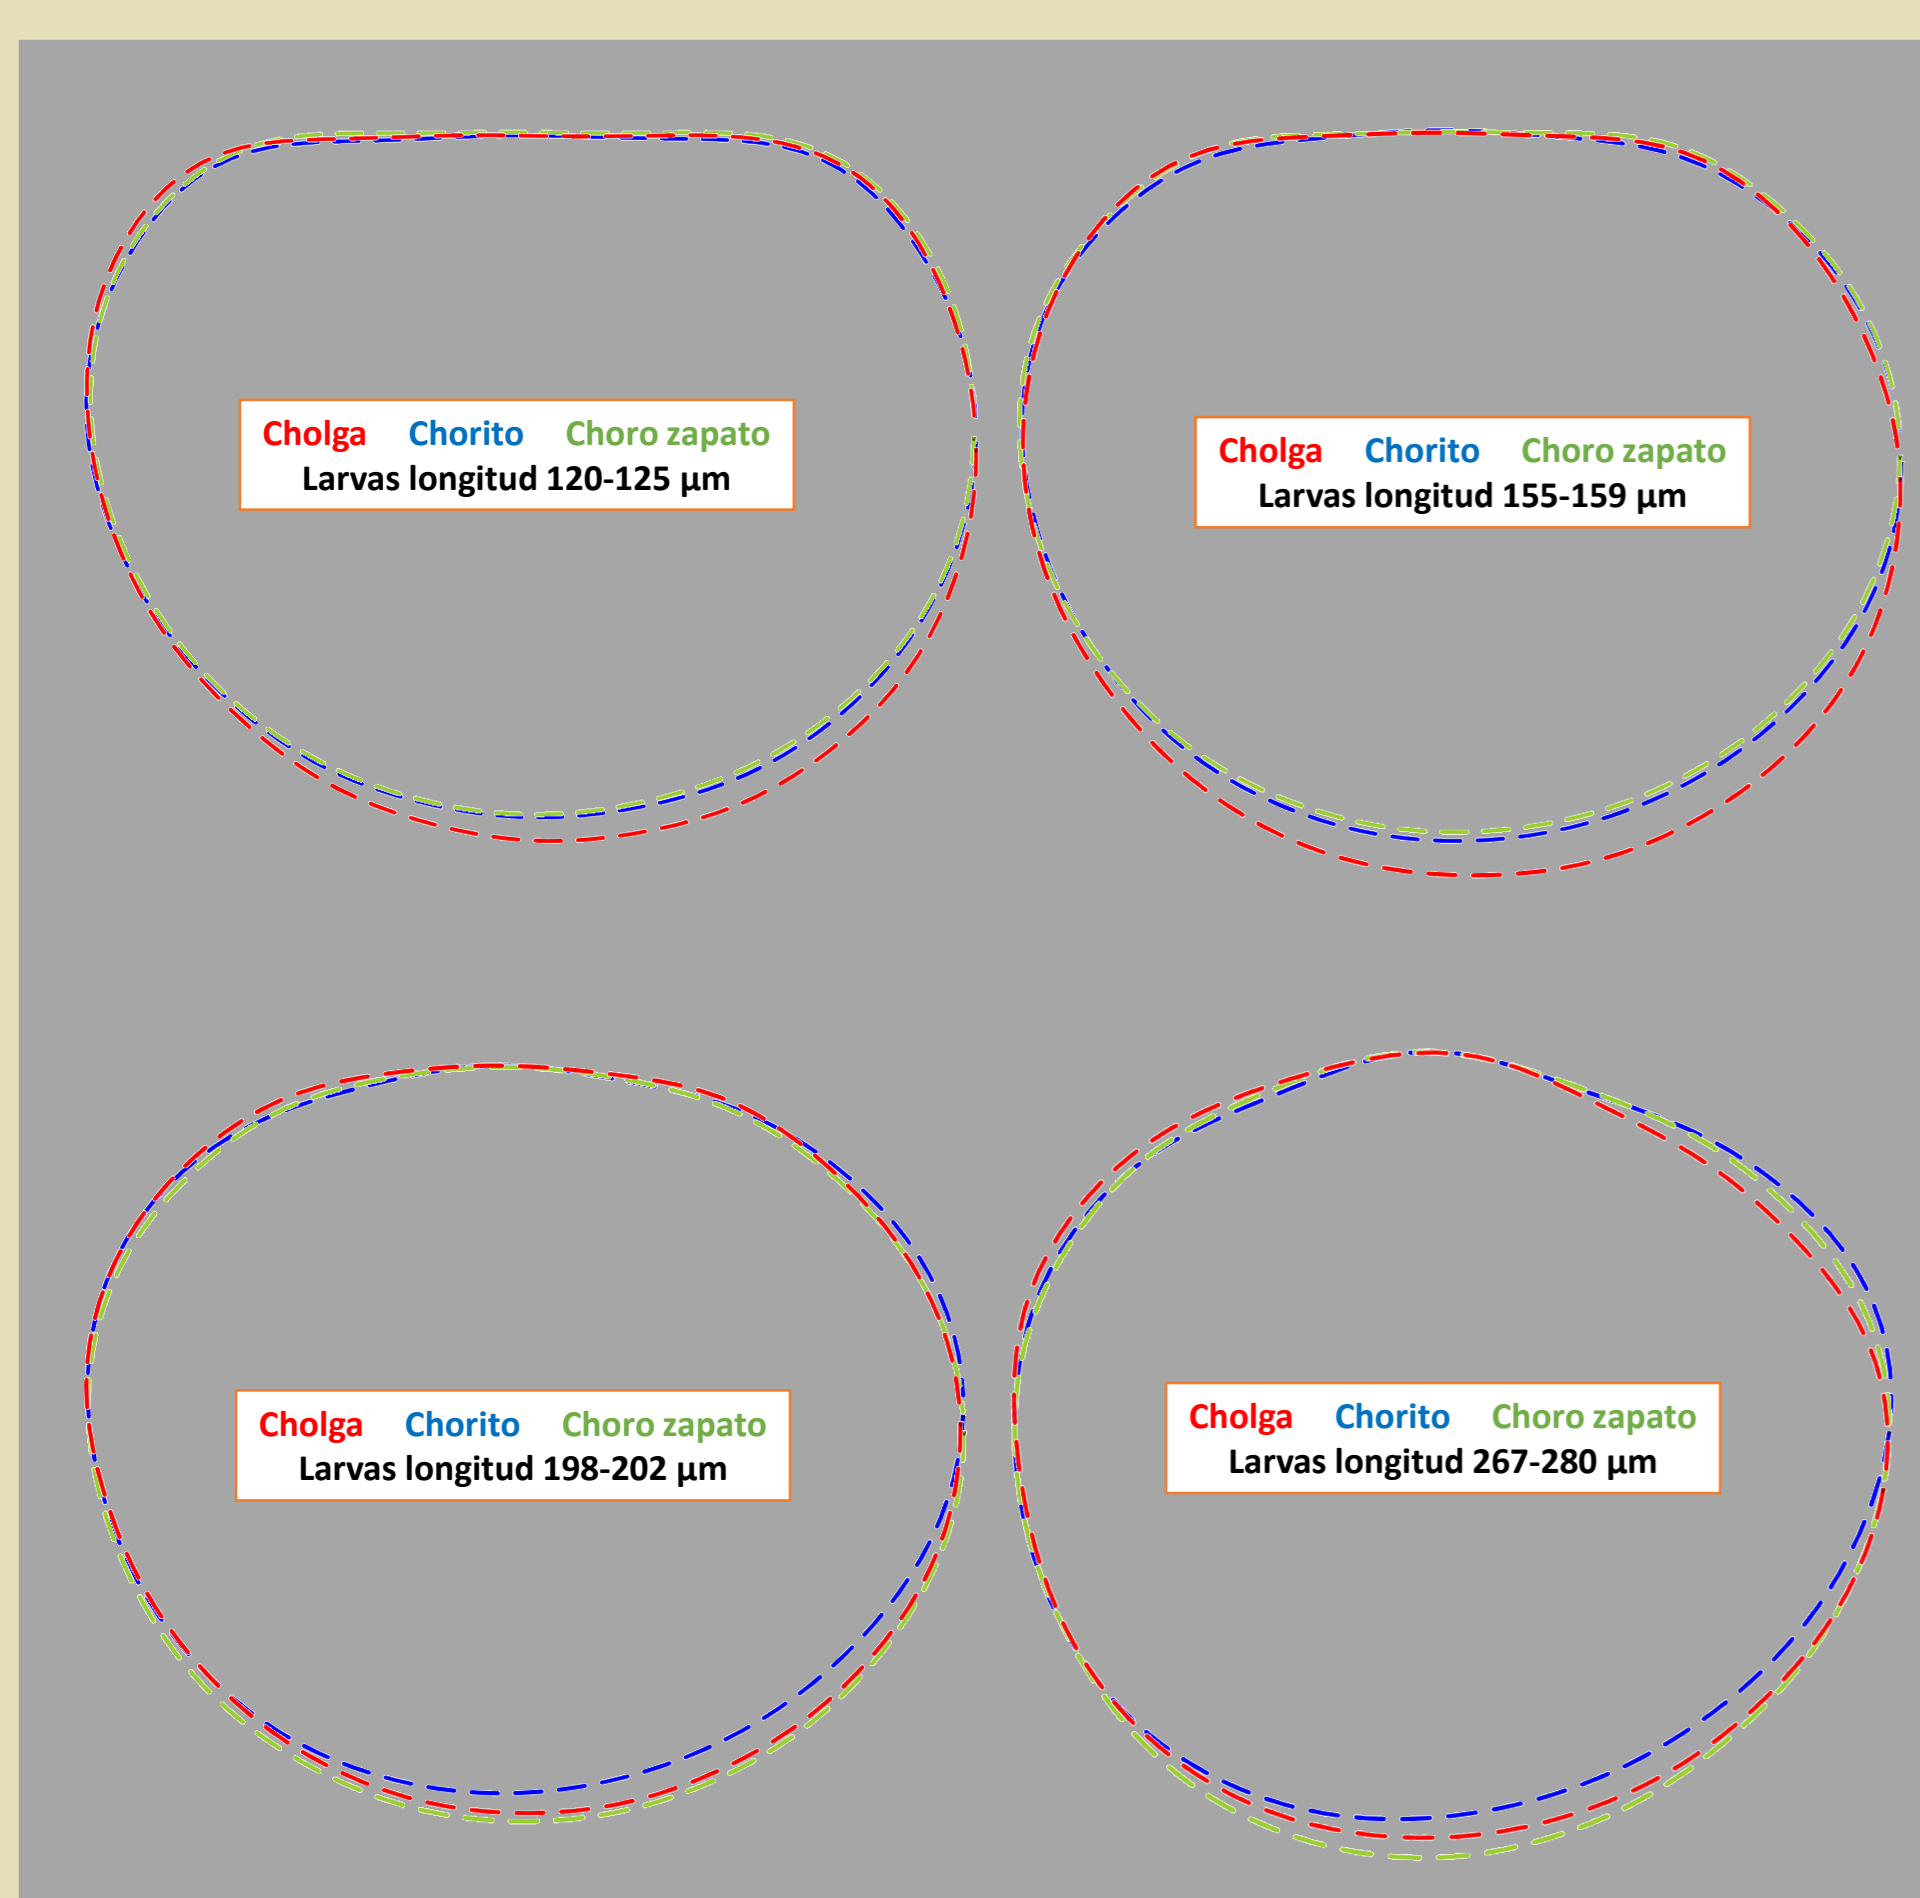 Cholga Chorito Choro zapato
Larvas longitud 120-125 µm
Cholga Chorito Choro zapato
Larvas longitud 155-159 µm
Cholga Chorito Choro zapato
Larvas longitud 198-202 µm
Cholga Chorito Choro zapato
Larvas longitud 267-280 µm